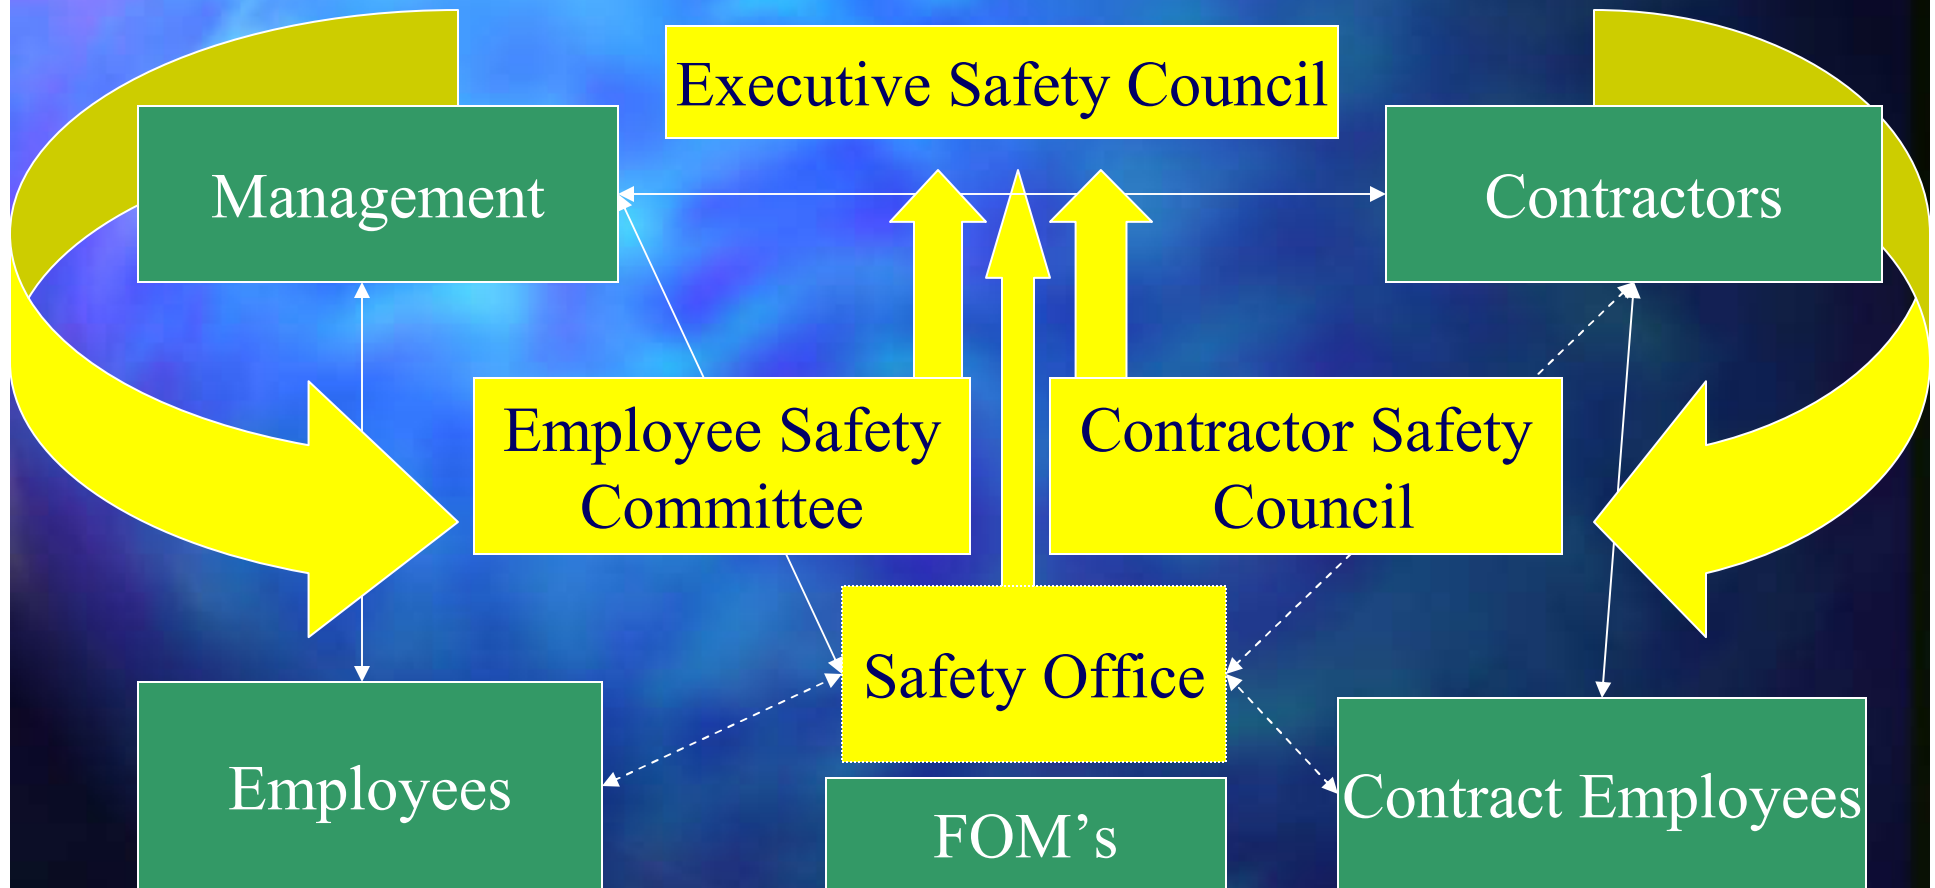 Executive Safety Council
Management
Contractors
Employee Safety
Committee
Contractor Safety
Council
Safety Office
Employees
Contract Employees
FOM’s